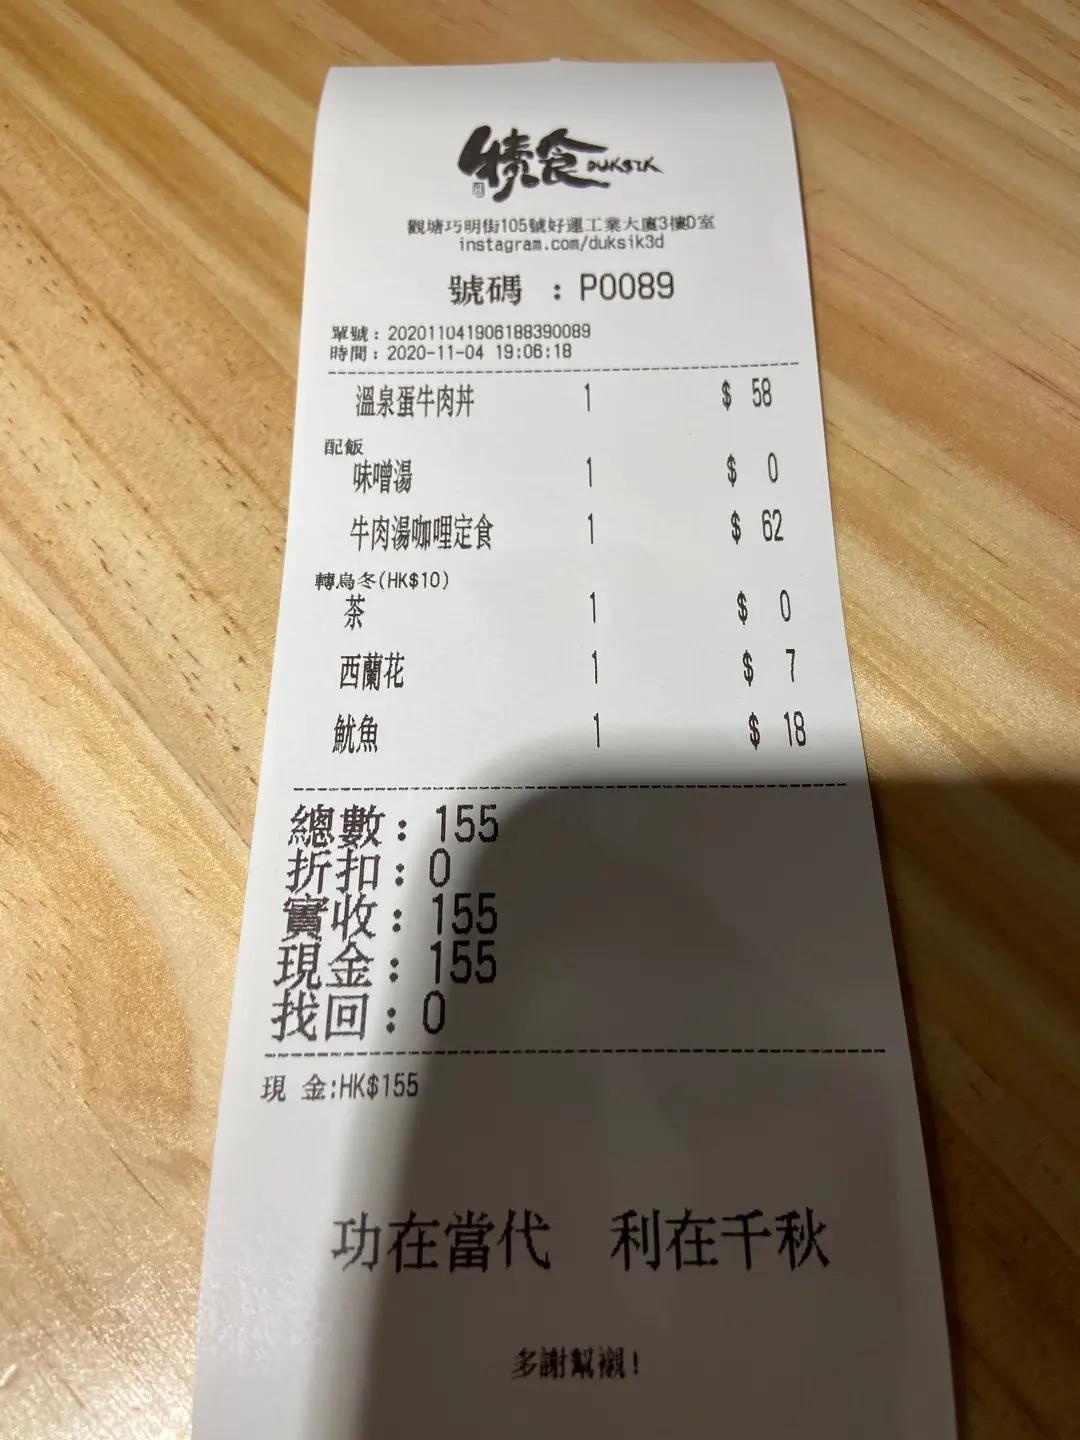 犢食 DUKSIK
觀塘巧明街105號好運工業大廈3樓D室
instagram.com/duksik3d
號碼 : P0089
單號: 202011041906188390089
時間: 2020-11-04 19:06:18
溫泉蛋牛肉丼 1 $ 58
配飯
味噌湯 1 $ 0
牛肉湯咖哩定食 1 $ 62
轉烏冬(HK$10)
茶 1 $ 0
西蘭花 1 $ 7
魷魚 1 $ 18
總數: 155
折扣: 0
實收: 155
現金: 155
找回: 0
現 金:HK$155
功在當代 利在千秋
多謝幫襯!